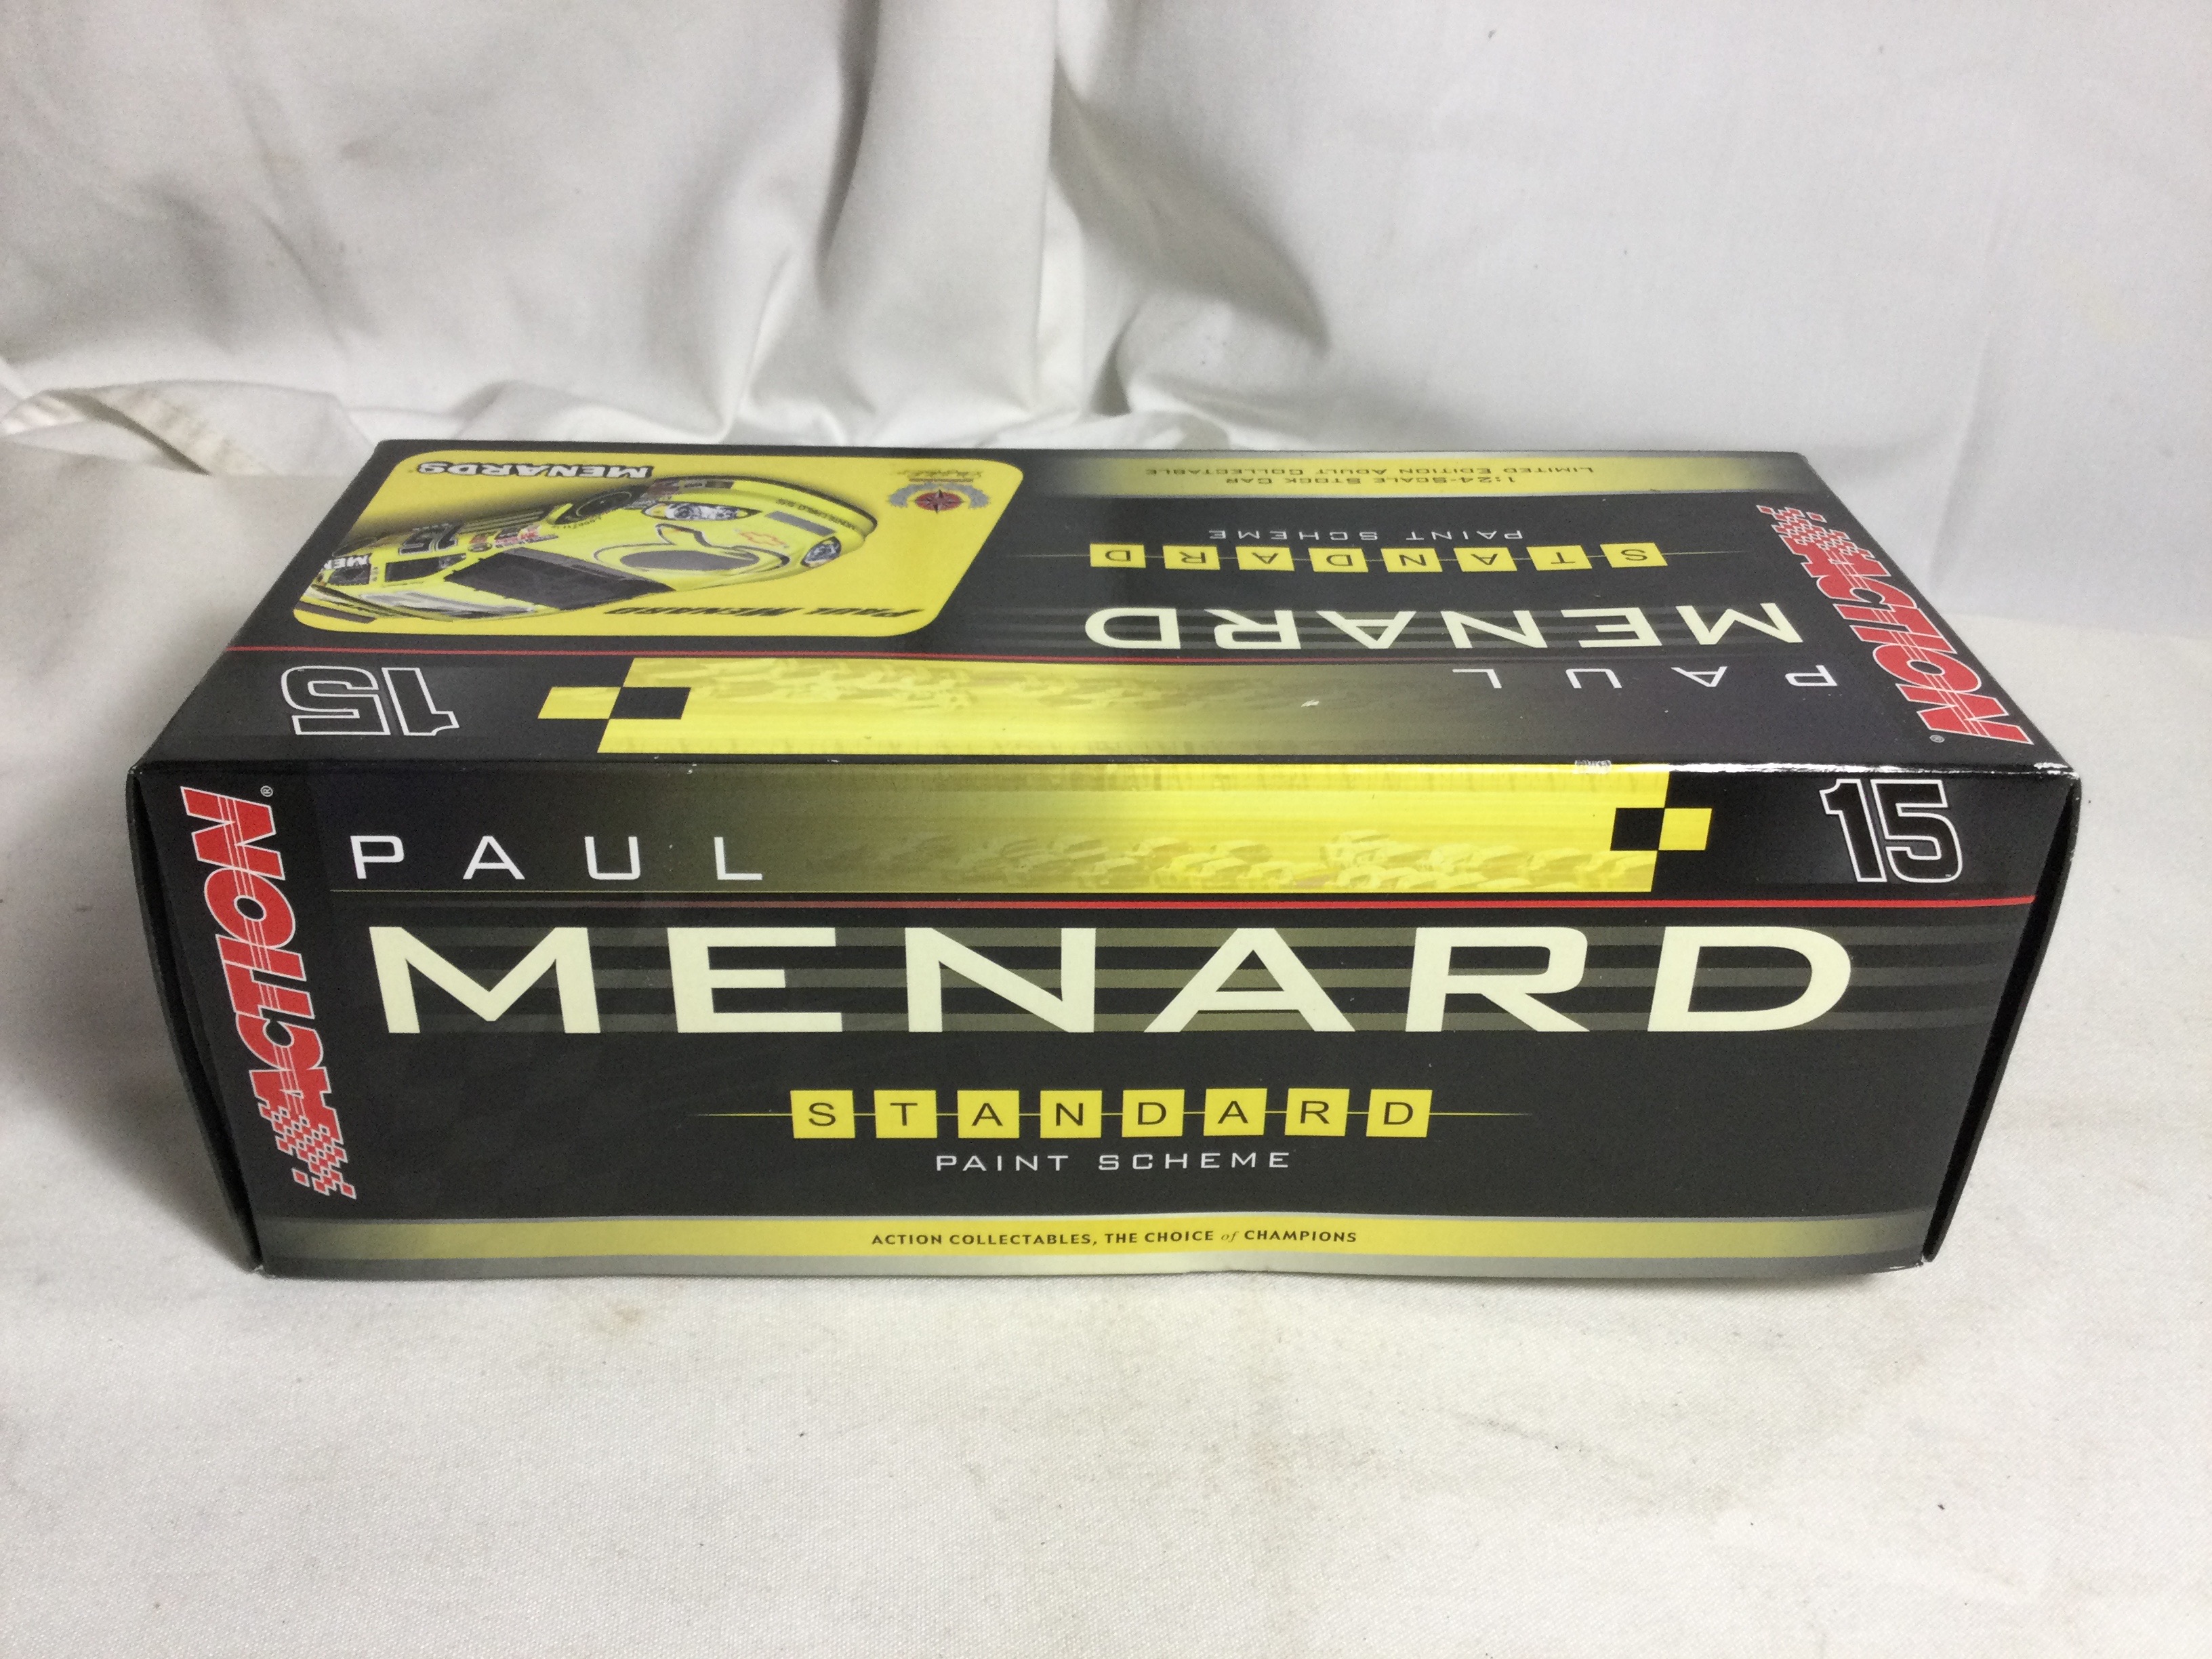 MENARDS
PAUL MENARD
15
1:24-SCALE STOCK CAR
LIMITED EDITION ADULT COLLECTABLE
STANDARD
PAINT SCHEME
MENARD
PAUL
ACTION®
15
ACTION®
PAUL
15
MENARD
STANDARD
PAINT SCHEME
ACTION COLLECTABLES, THE CHOICE of CHAMPIONS